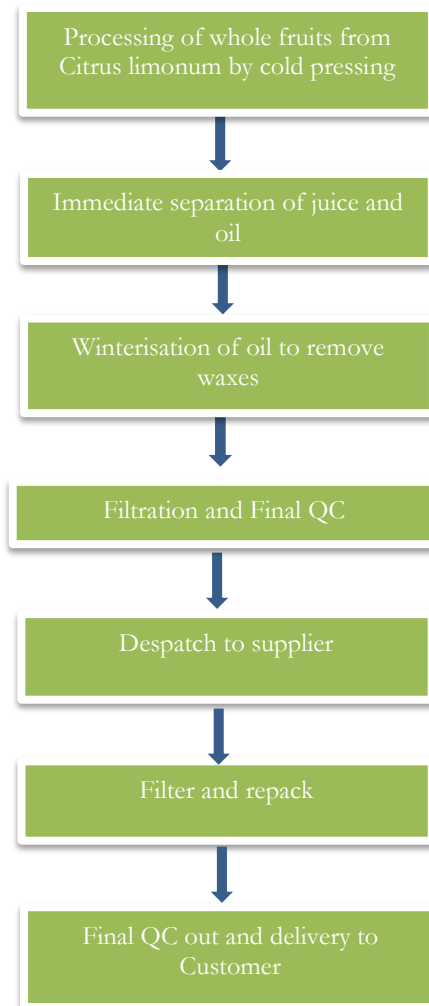 Processing of whole fruits from
Citrus limonum by cold pressing
Immediate separation of juice and
oil
Winterisation of oil to remove
waxes
Filtration and Final QC
Despatch to supplier
Filter and repack
Final QC out and delivery to
Customer